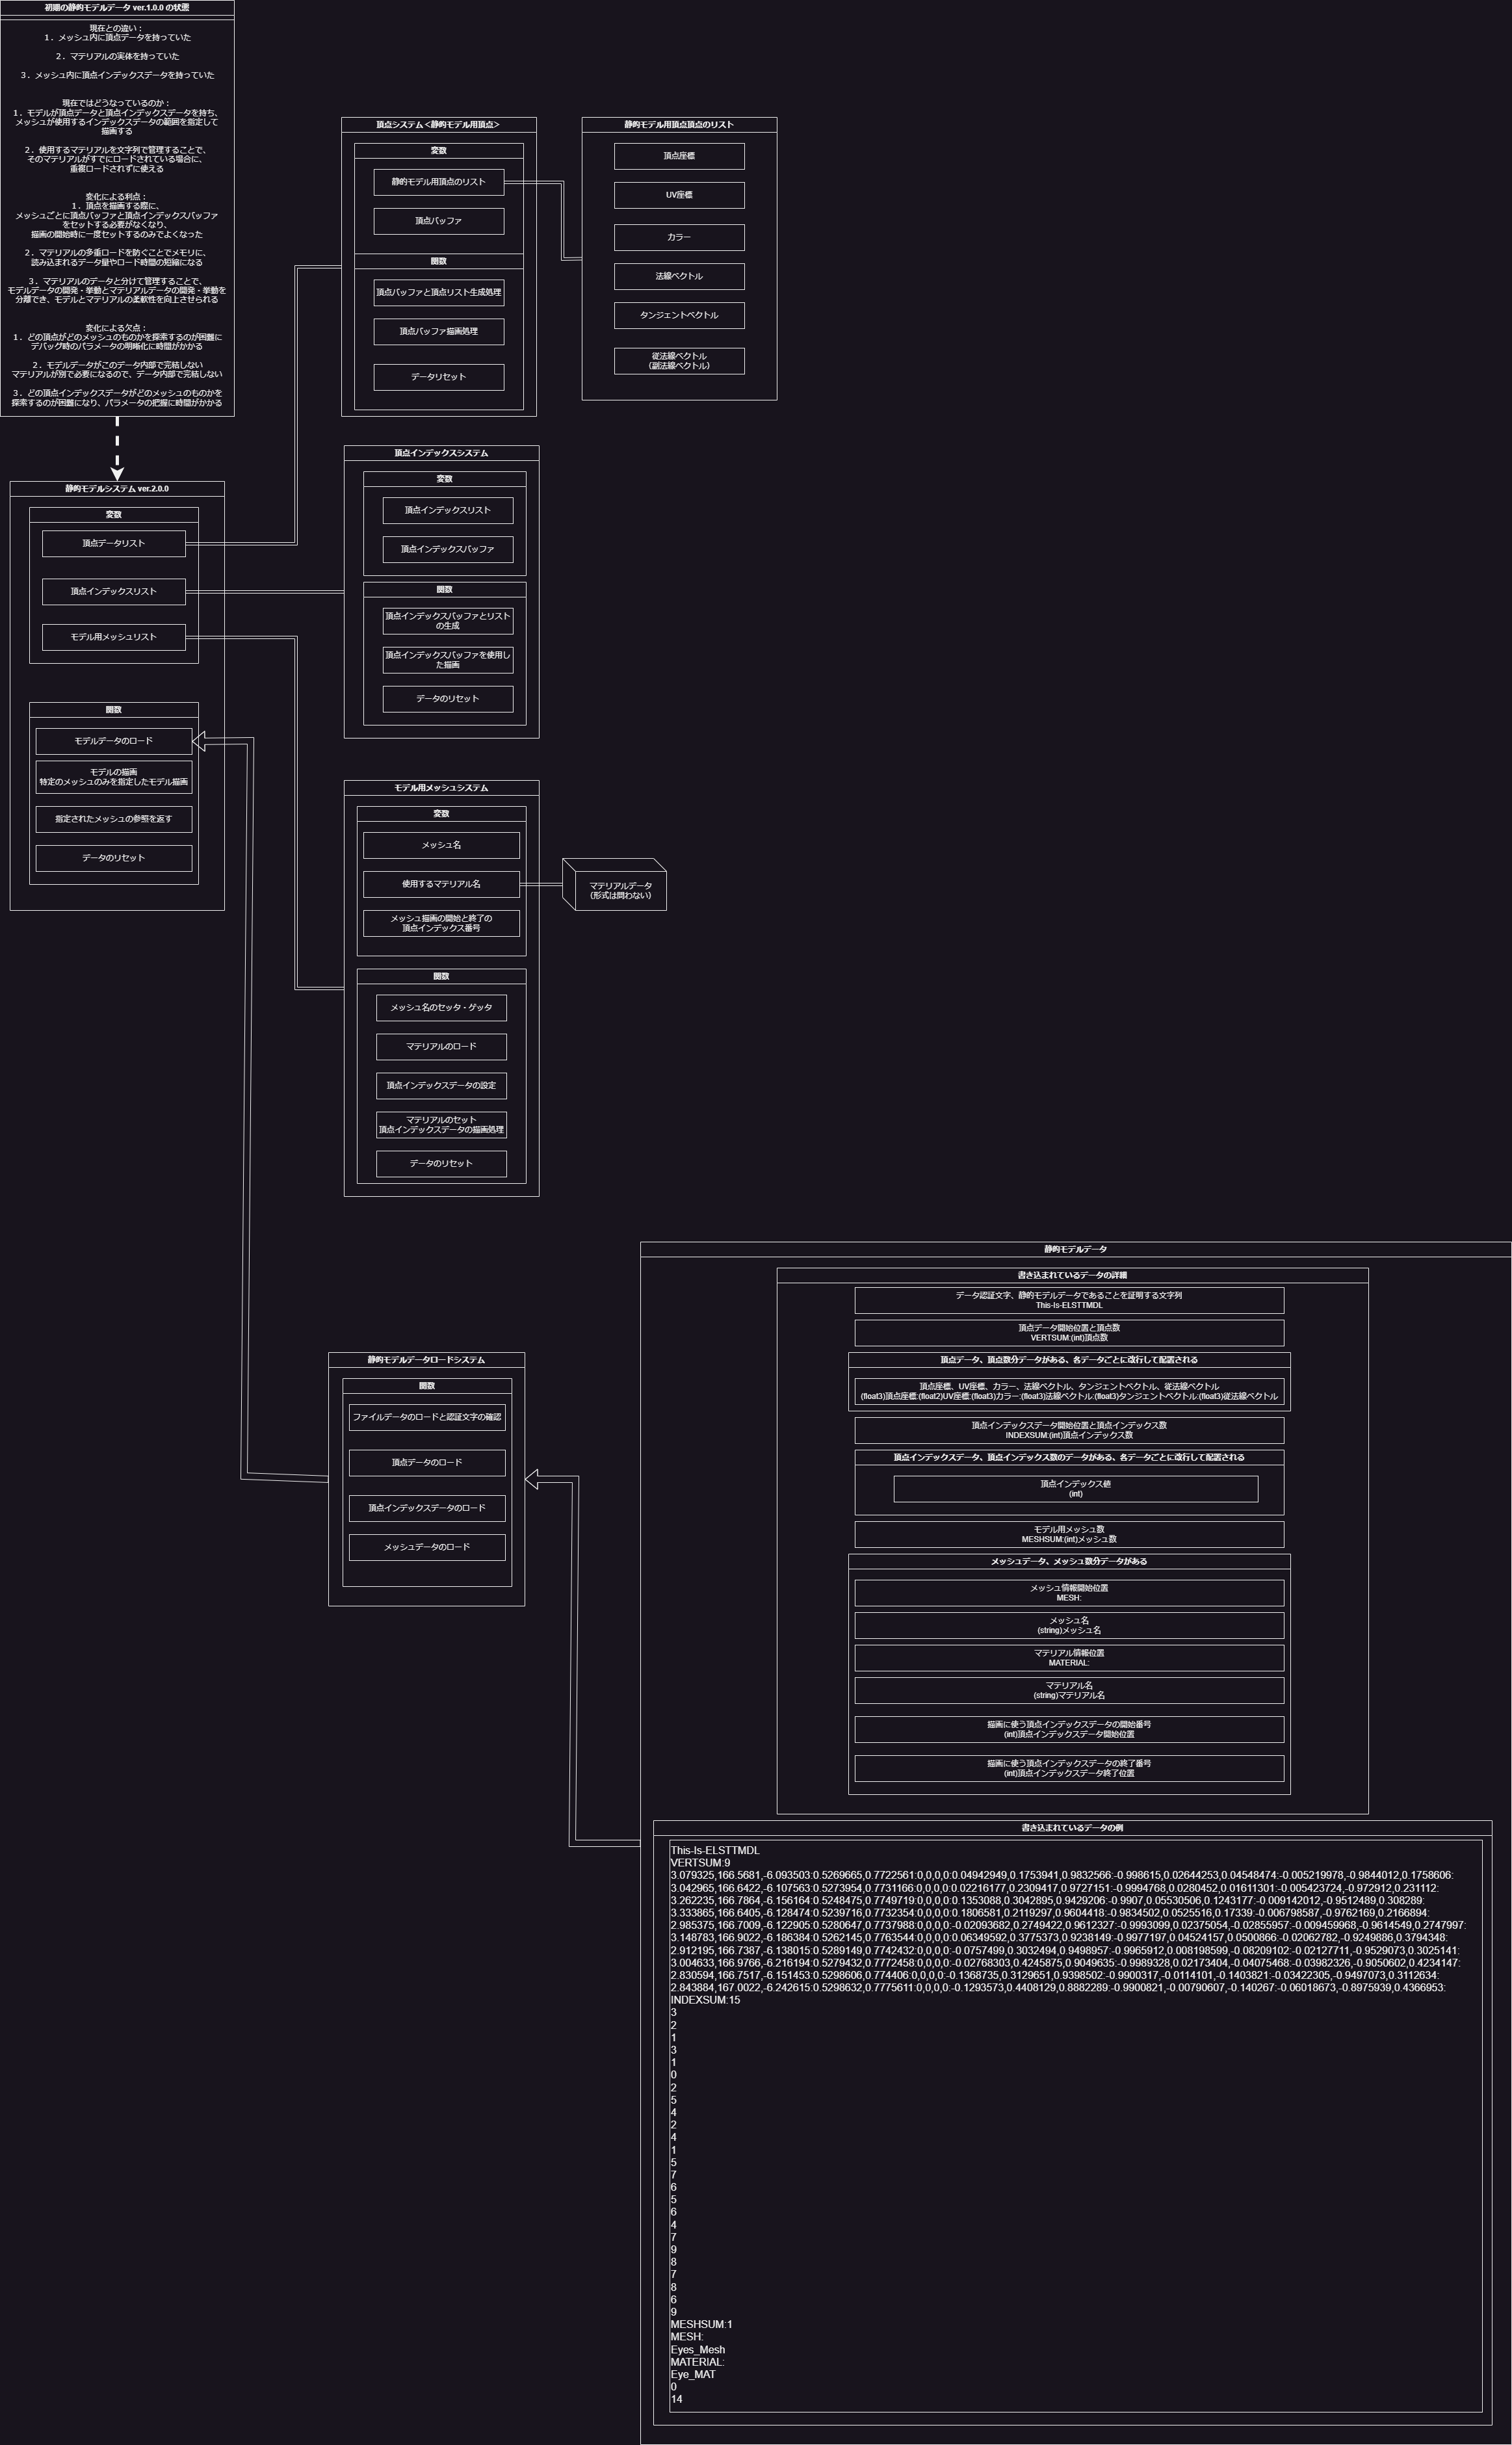 初期の静的モデルデータ ver.1.0.0 の状態
現在との違い：
１．メッシュ内に頂点データを持っていた
２．マテリアルの実体を持っていた
３．メッシュ内に頂点インデックスデータを持っていた
現在ではどうなっているのか：
１．モデルが頂点データと頂点インデックスデータを持ち、
メッシュが使用するインデックスデータの範囲を指定して
描画する
２．使用するマテリアルを文字列で管理することで、
そのマテリアルがすでにロードされている場合に、
重複ロードされずに使える
変化による利点：
１．頂点を描画する際に、
メッシュごとに頂点バッファと頂点インデックスバッファ
をセットする必要がなくなり、
描画の開始時に一度セットするのみでよくなった
２．マテリアルの多重ロードを防ぐことでメモリに、
読み込まれるデータ量やロード時間の短縮になる
３．マテリアルのデータと分けて管理することで、
モデルデータの開発・挙動とマテリアルデータの開発・挙動を
分離でき、モデルとマテリアルの柔軟性を向上させられる
変化による欠点：
１．どの頂点がどのメッシュのものかを探索するのが困難に
デバッグ時のパラメータの明晰化に時間がかかる
２．モデルデータがこのデータ内部で完結しない
マテリアルが別で必要になるので、データ内部で完結しない
３．どの頂点インデックスデータがどのメッシュのものかを
探索するのが困難になり、パラメータの把握に時間がかかる
静的モデルシステム ver.2.0.0
変数
頂点データリスト
頂点インデックスリスト
モデル用メッシュリスト
関数
モデルデータのロード
モデルの描画
特定のメッシュのみを指定したモデル描画
指定されたメッシュの参照を返す
データのリセット
頂点システム＜静的モデル用頂点＞
変数
静的モデル用頂点のリスト
頂点バッファ
関数
頂点バッファと頂点リスト生成処理
頂点バッファ描画処理
データリセット
静的モデル用頂点頂点のリスト
頂点座標
UV座標
カラー
法線ベクトル
タンジェントベクトル
従法線ベクトル
（副法線ベクトル）
頂点インデックスシステム
変数
頂点インデックスリスト
頂点インデックスバッファ
関数
頂点インデックスバッファとリスト
の生成
頂点インデックスバッファを使用し
た描画
データのリセット
モデル用メッシュシステム
変数
メッシュ名
使用するマテリアル名
メッシュ描画の開始と終了の
頂点インデックス番号
関数
メッシュ名のセッタ・ゲッタ
マテリアルのロード
頂点インデックスデータの設定
マテリアルのセット
頂点インデックスデータの描画処理
データのリセット
マテリアルデータ
（形式は問わない）
静的モデルデータロードシステム
関数
ファイルデータのロードと認証文字の確認
頂点データのロード
頂点インデックスデータのロード
メッシュデータのロード
静的モデルデータ
書き込まれているデータの詳細
データ認証文字、静的モデルデータであることを証明する文字列
This-Is-ELSTTMDL
頂点データ開始位置と頂点数
VERTSUM:(int)頂点数
頂点データ、頂点数分データがある、各データごとに改行して配置される
頂点座標、UV座標、カラー、法線ベクトル、タンジェントベクトル、従法線ベクトル
(float3)頂点座標:(float2)UV座標:(float3)カラー:(float3)法線ベクトル:(float3)タンジェントベクトル:(float3)従法線ベクトル
頂点インデックスデータ開始位置と頂点インデックス数
INDEXSUM:(int)頂点インデックス数
頂点インデックスデータ、頂点インデックス数のデータがある、各データごとに改行して配置される
頂点インデックス値
(int)
モデル用メッシュ数
MESHSUM:(int)メッシュ数
メッシュデータ、メッシュ数分データがある
メッシュ情報開始位置
MESH:
メッシュ名
(string)メッシュ名
マテリアル情報位置
MATERIAL:
マテリアル名
(string)マテリアル名
描画に使う頂点インデックスデータの開始番号
(int)頂点インデックスデータ開始位置
描画に使う頂点インデックスデータの終了番号
(int)頂点インデックスデータ終了位置
書き込まれているデータの例
This-Is-ELSTTMDL
VERTSUM:9
3.079325,166.5681,-6.093503:0.5269665,0.7722561:0,0,0,0:0.04942949,0.1753941,0.9832566:-0.998615,0.02644253,0.04548474:-0.005219978,-0.9844012,0.1758606:
3.042965,166.6422,-6.107563:0.5273954,0.7731166:0,0,0,0:0.02216177,0.2309417,0.9727151:-0.9994768,0.0280452,0.01611301:-0.005423724,-0.972912,0.231112:
3.262235,166.7864,-6.156164:0.5248475,0.7749719:0,0,0,0:0.1353088,0.3042895,0.9429206:-0.9907,0.05530506,0.1243177:-0.009142012,-0.9512489,0.308289:
3.333865,166.6405,-6.128474:0.5239716,0.7732354:0,0,0,0:0.1806581,0.2119297,0.9604418:-0.9834502,0.0525516,0.17339:-0.006798587,-0.9762169,0.2166894:
2.985375,166.7009,-6.122905:0.5280647,0.7737988:0,0,0,0:-0.02093682,0.2749422,0.9612327:-0.9993099,0.02375054,-0.02855957:-0.009459968,-0.9614549,0.2747997:
3.148783,166.9022,-6.186384:0.5262145,0.7763544:0,0,0,0:0.06349592,0.3775373,0.9238149:-0.9977197,0.04524157,0.0500866:-0.02062782,-0.9249886,0.3794348:
2.912195,166.7387,-6.138015:0.5289149,0.7742432:0,0,0,0:-0.0757499,0.3032494,0.9498957:-0.9965912,0.008198599,-0.08209102:-0.02127711,-0.9529073,0.3025141:
3.004633,166.9766,-6.216194:0.5279432,0.7772458:0,0,0,0:-0.02768303,0.4245875,0.9049635:-0.9989328,0.02173404,-0.04075468:-0.03982326,-0.9050602,0.4234147:
2.830594,166.7517,-6.151453:0.5298606,0.774406:0,0,0,0:-0.1368735,0.3129651,0.9398502:-0.9900317,-0.0114101,-0.1403821:-0.03422305,-0.9497073,0.3112634:
2.843884,167.0022,-6.242615:0.5298632,0.7775611:0,0,0,0:-0.1293573,0.4408129,0.8882289:-0.9900821,-0.00790607,-0.140267:-0.06018673,-0.8975939,0.4366953:
INDEXSUM:15
3
2
1
3
1
0
2
5
4
2
4
1
5
7
6
5
6
4
7
9
8
7
8
6
9
MESHSUM:1
MESH:
Eyes_Mesh
MATERIAL:
Eye_MAT
0
14